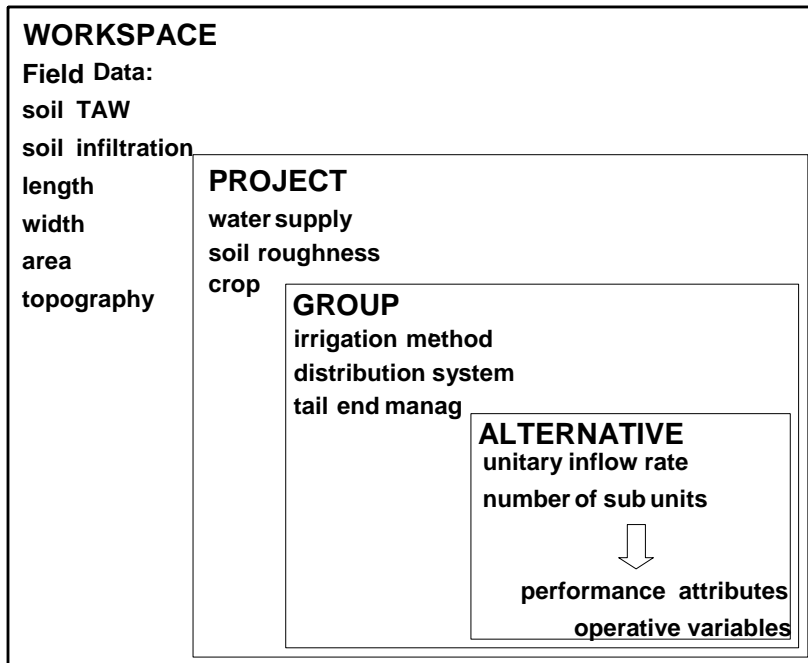 WORKSPACE
Field Data:
soil TAW
soil infiltration
length
width
area
topography
PROJECT
water supply
soil roughness
crop
GROUP
irrigation method
distribution system
tail end manag
ALTERNATIVE
unitary inflow rate
number of sub units
performance attributes
operative variables